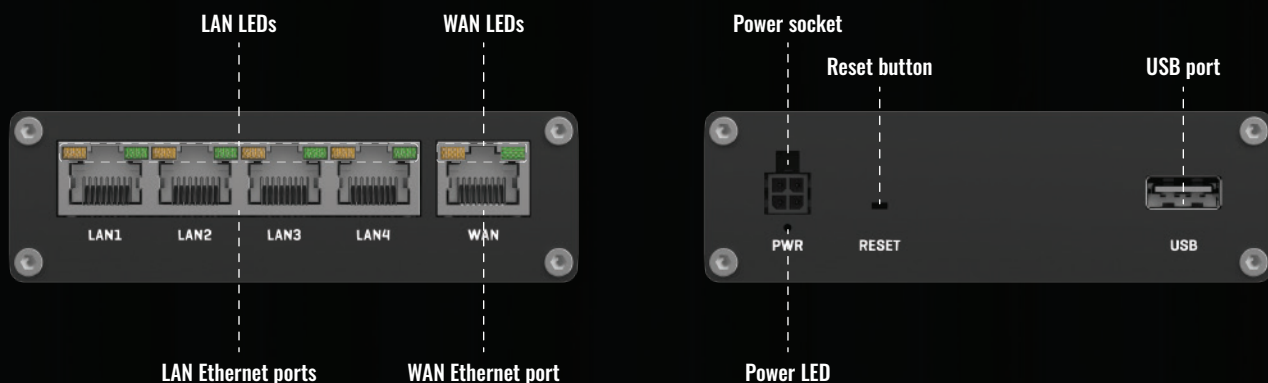 LAN LEDs
WAN LEDs
Power socket
Reset button
USB port
LAN1 LAN2 LAN3 LAN4 WAN
PWR RESET USB
LAN Ethernet ports
WAN Ethernet port
Power LED